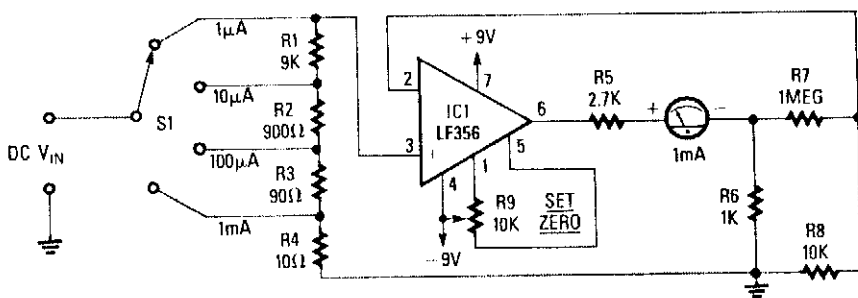 1µA
R1
9K
10µA
R2
900Ω
S1
DC VIN
100µA
R3
90Ω
1mA
R4
10Ω
+9V
2
7
IC1
LF356
6
3
+
5
1
4
R9
10K
SET
ZERO
−9V
R5
2.7K
+
−
1mA
R7
1MEG
R6
1K
R8
10K